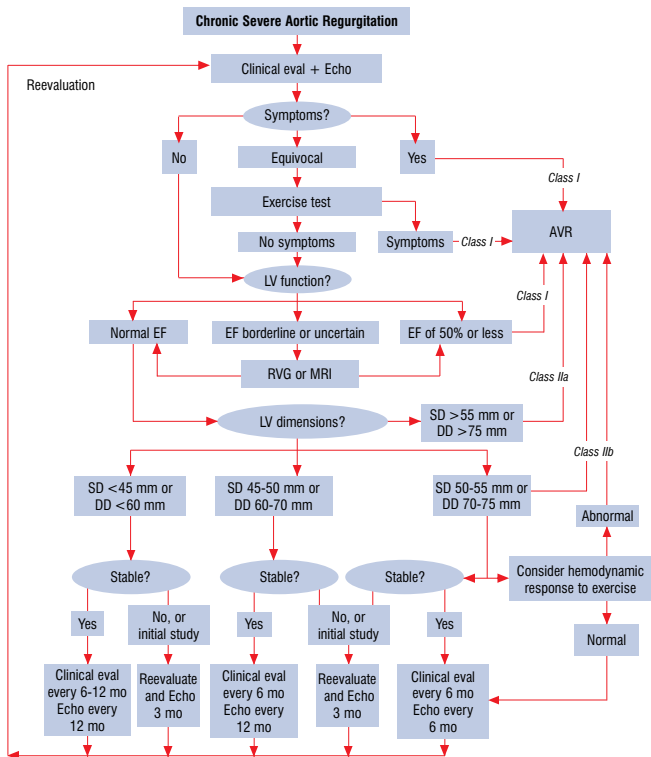 Chronic Severe Aortic Regurgitation
Clinical eval + Echo
Reevaluation
Symptoms?
No
Equivocal
Yes
Class I
Exercise test
AVR
No symptoms
Symptoms
Class I
LV function?
Class I
Normal EF
EF borderline or uncertain
EF of 50% or less
RVG or MRI
Class IIa
LV dimensions?
SD >55 mm or
DD >75 mm
Class IIb
SD <45 mm or
DD <60 mm
SD 45-50 mm or
DD 60-70 mm
SD 50-55 mm or
DD 70-75 mm
Abnormal
Stable?
Stable?
Stable?
Consider hemodynamic
response to exercise
Yes
No, or
initial study
Yes
No, or
initial study
Yes
Normal
Clinical eval
every 6-12 mo
Echo every
12 mo
Reevaluate
and Echo
3 mo
Clinical eval
every 6 mo
Echo every
12 mo
Reevaluate
and Echo
3 mo
Clinical eval
every 6 mo
Echo every
6 mo